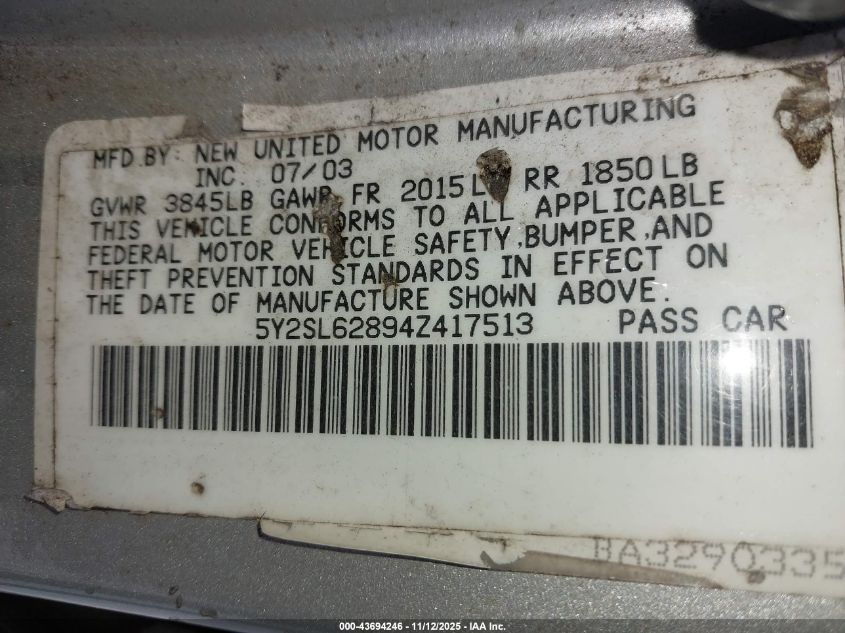 MFD.BY: NEW UNITED MOTOR MANUFACTURING
INC. 07/03
GVWR 3845LB GAWR FR 2015LB RR 1850LB
THIS VEHICLE CONFORMS TO ALL APPLICABLE
FEDERAL MOTOR VEHICLE SAFETY,BUMPER,AND
THEFT PREVENTION STANDARDS IN EFFECT ON
THE DATE OF MANUFACTURE SHOWN ABOVE.
5Y2SL62894Z417513 PASS CAR
BA3290335
000-43694246 - 11/12/2025 - IAA Inc.